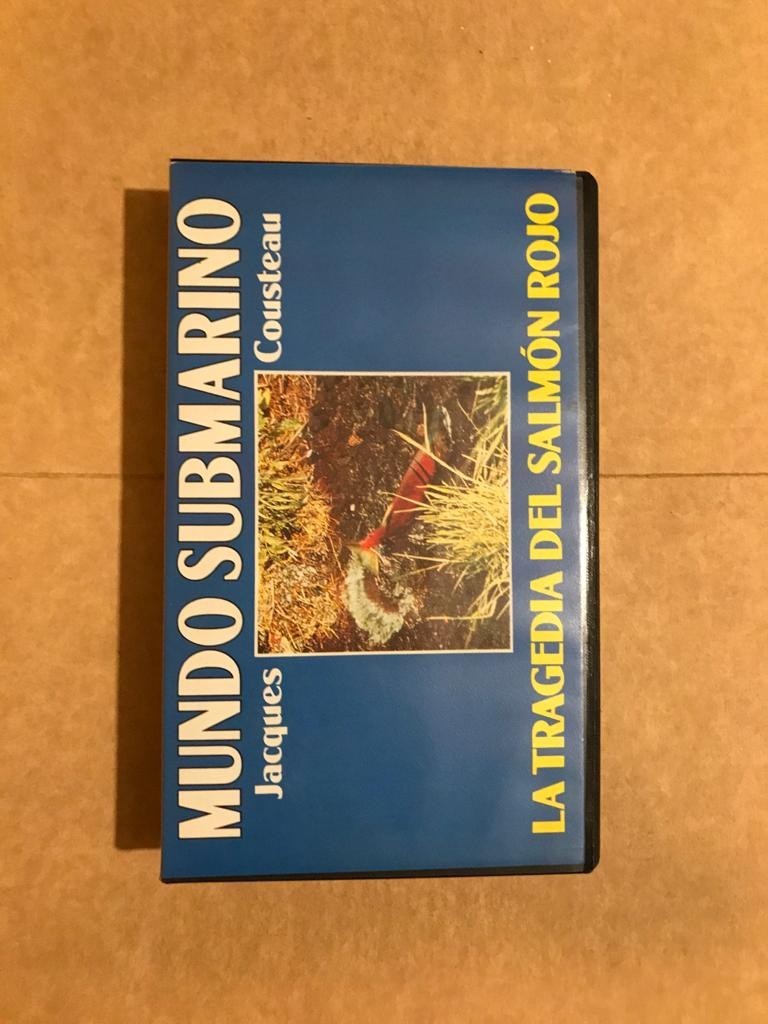 MUNDO SUBMARINO
Jacques Cousteau
LA TRAGEDIA DEL SALMÓN ROJO